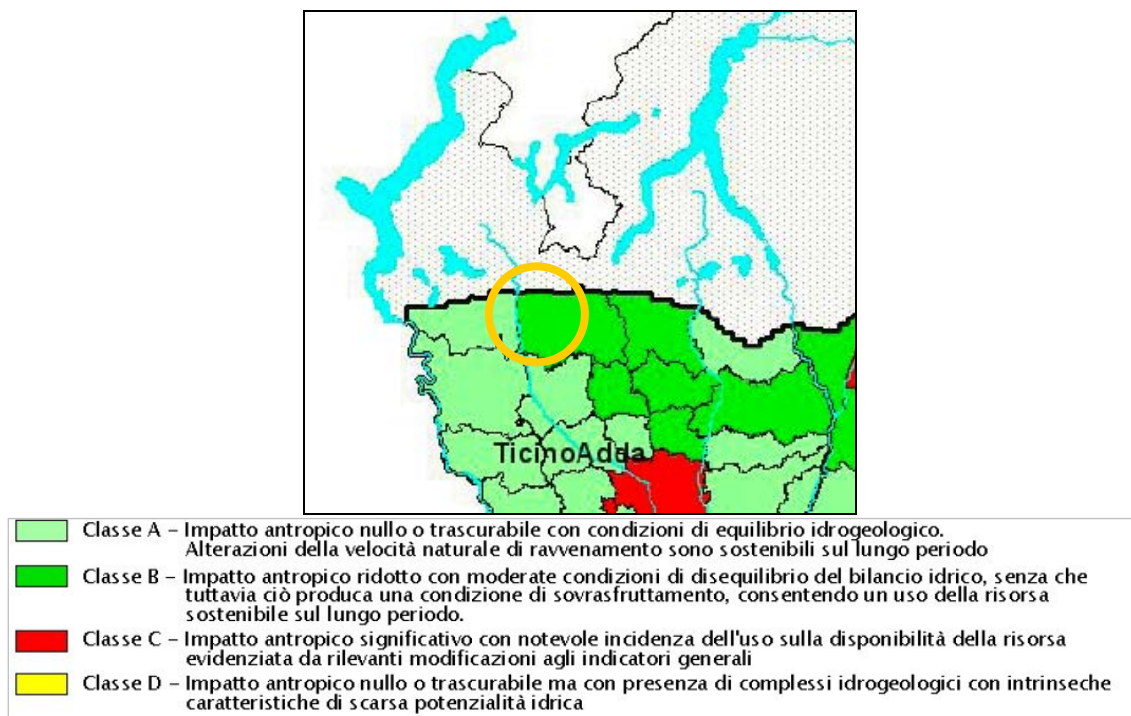 TicinoAdda
Classe A – Impatto antropico nullo o trascurabile con condizioni di equilibrio idrogeologico.
Alterazioni della velocità naturale di ravvenamento sono sostenibili sul lungo periodo
Classe B – Impatto antropico ridotto con moderate condizioni di disequilibrio del bilancio idrico, senza che
tuttavia ciò produca una condizione di sovrasfruttamento, consentendo un uso della risorsa
sostenibile sul lungo periodo.
Classe C – Impatto antropico significativo con notevole incidenza dell'uso sulla disponibilità della risorsa
evidenziata da rilevanti modificazioni agli indicatori generali
Classe D – Impatto antropico nullo o trascurabile ma con presenza di complessi idrogeologici con intrinseche
caratteristiche di scarsa potenzialità idrica